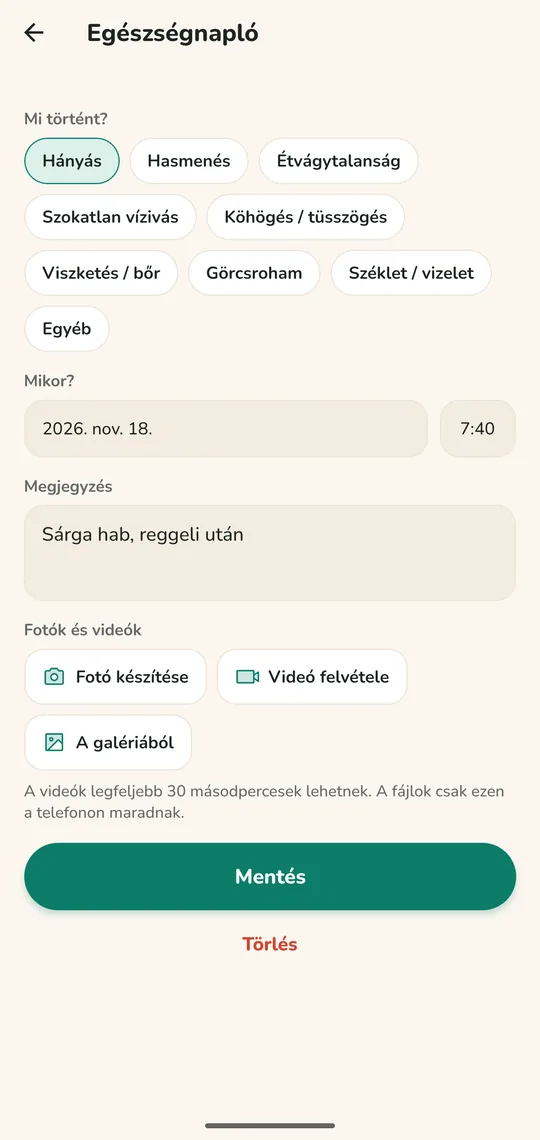 Egészségnapló
Mi történt?
Hányás
Hasmenés
Étvágytalanság
Szokatlan vízivás
Köhögés / tüsszögés
Viszketés / bőr
Görcsroham
Széklet / vizelet
Egyéb
Mikor?
2026. nov. 18.
7:40
Megjegyzés
Sárga hab, reggeli után
Fotók és videók
Fotó készítése
Videó felvétele
A galériából
A videók legfeljebb 30 másodpercesek lehetnek. A fájlok csak ezen
a telefonon maradnak.
Mentés
Törlés